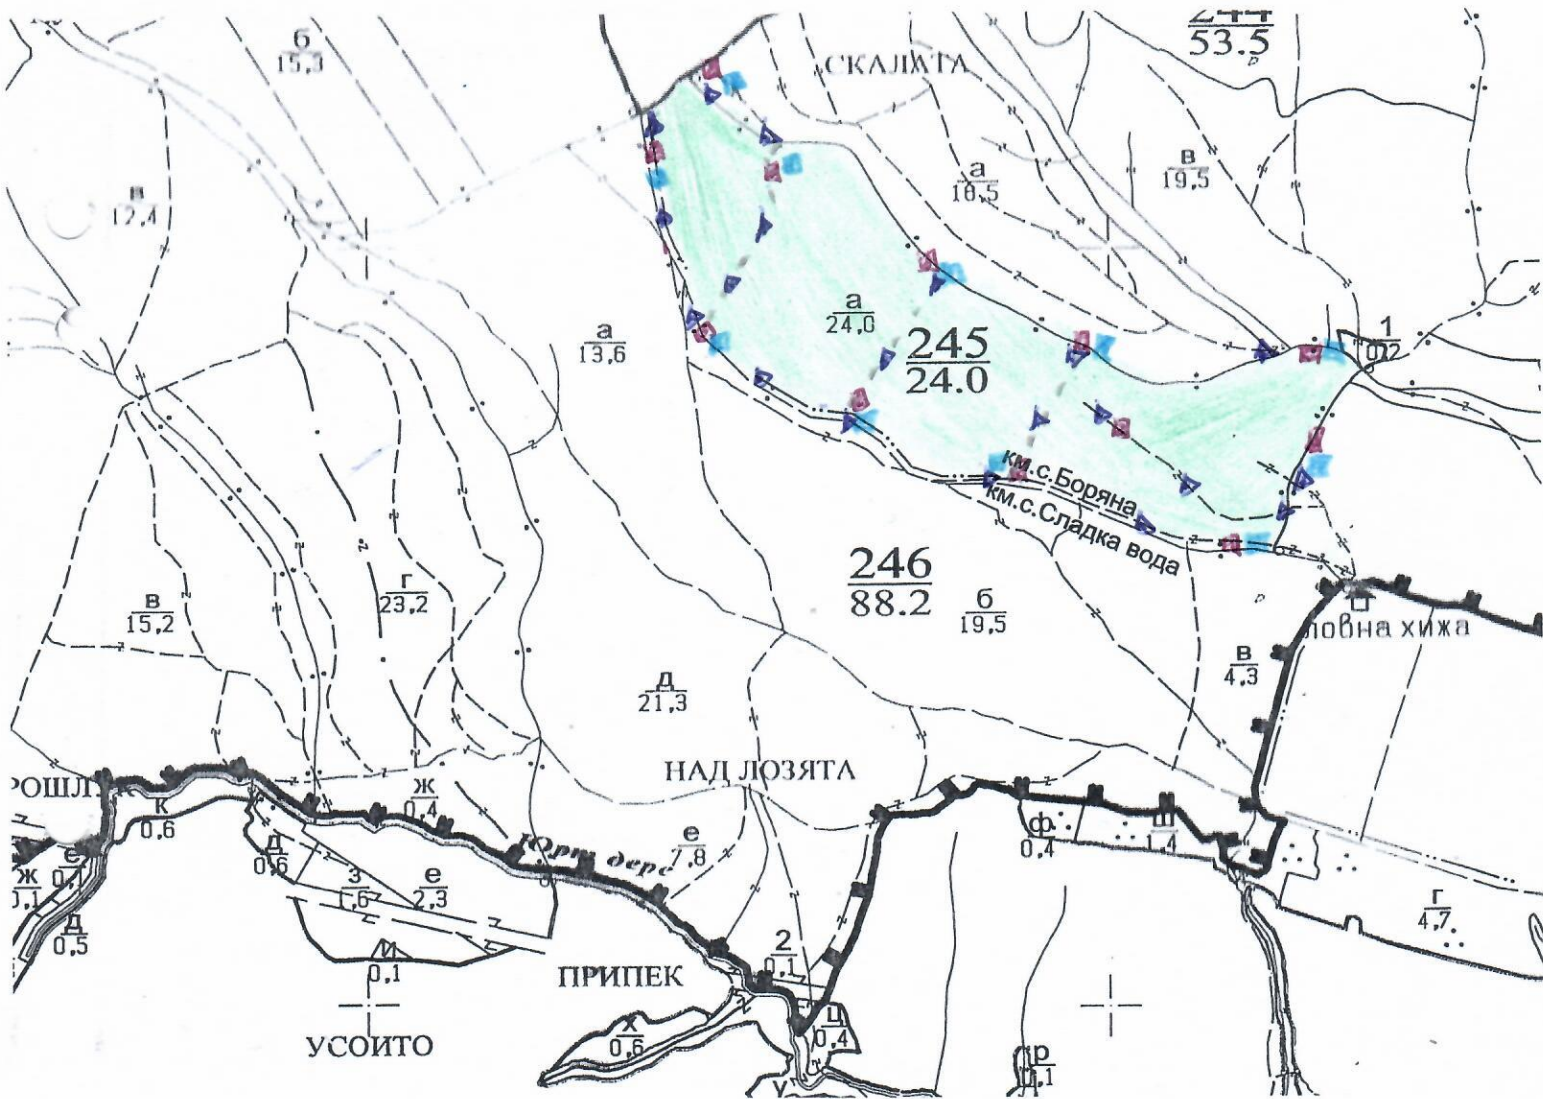 244
53.5
б
15,3
СКАЛАТА
в
12,4
а
18,5
в
19,5
а
24,0
245
24.0
1
а
13,6
км.с.Боряна
км.с.Сладка вода
246
88.2
б
19,5
в
15,2
г
23,2
ловна хижа
в
4,3
д
21,3
НАД ЛОЗЯТА
к
0,6
ж
0,4
Юрт дере
е
7,8
ф
0,4
ш
1,4
д
0,6
з
1,6
е
2,3
г
4,7
е
ж
0,1
д
0,5
и
0,1
2
0,1
ПРИПЕК
УСОИТО
х
0,6
ц
0,4
р
у